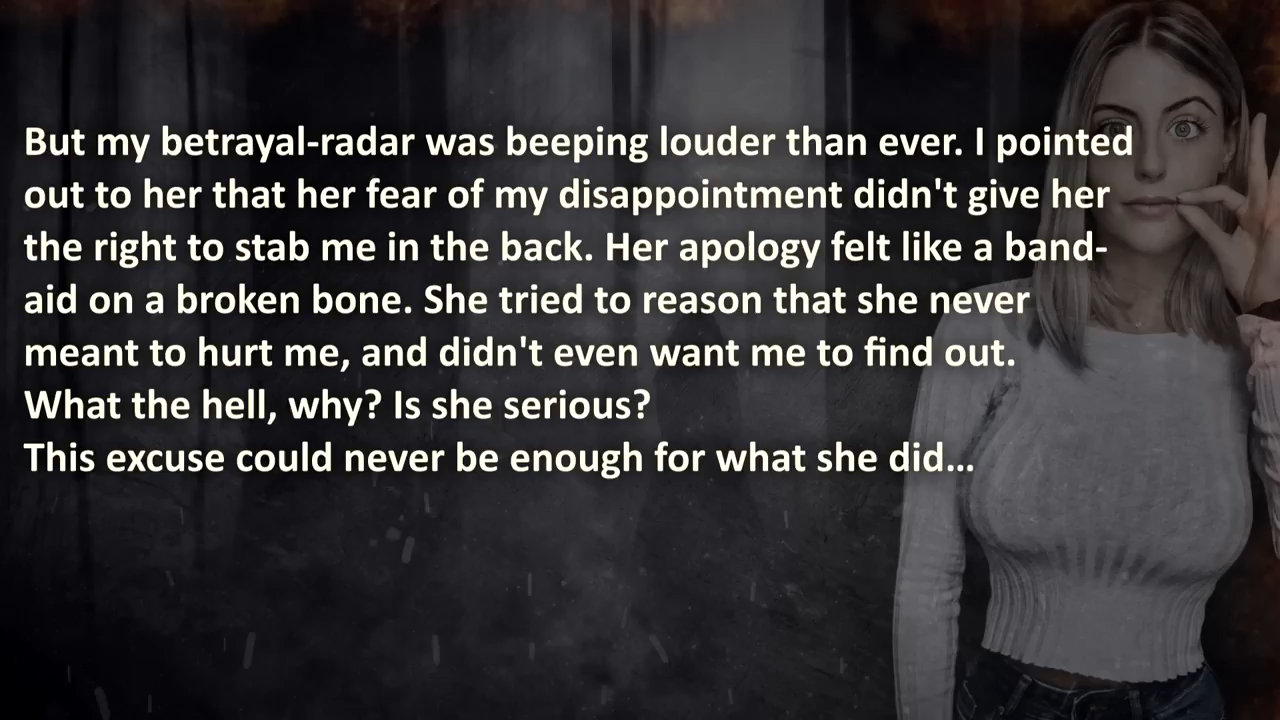 But my betrayal-radar was beeping louder than ever. I pointed
out to her that her fear of my disappointment didn't give her
the right to stab me in the back. Her apology felt like a band-
aid on a broken bone. She tried to reason that she never
meant to hurt me, and didn't even want me to find out.
What the hell, why? Is she serious?
This excuse could never be enough for what she did...